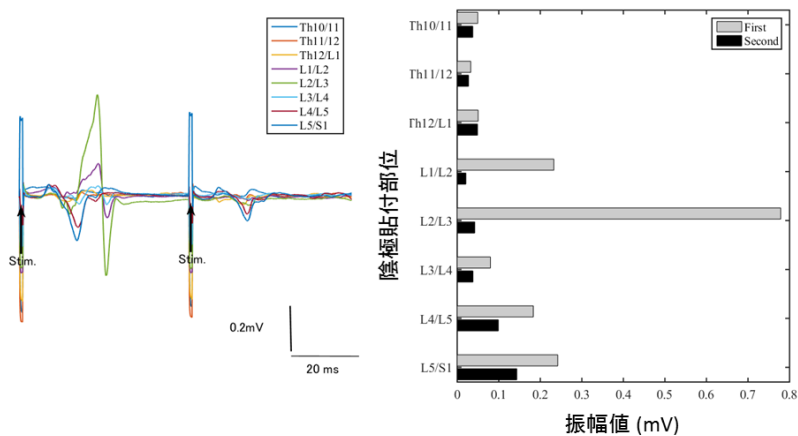 Th10/11
Th11/12
Th12/L1
L1/L2
L2/L3
L3/L4
L4/L5
L5/S1
Stim.
Stim.
0.2mV
20 ms
First
Second
Th10/11
Th11/12
Th12/L1
L1/L2
L2/L3
L3/L4
L4/L5
L5/S1
陰極貼付部位
0 0.1 0.2 0.3 0.4 0.5 0.6 0.7 0.8
振幅値 (mV)